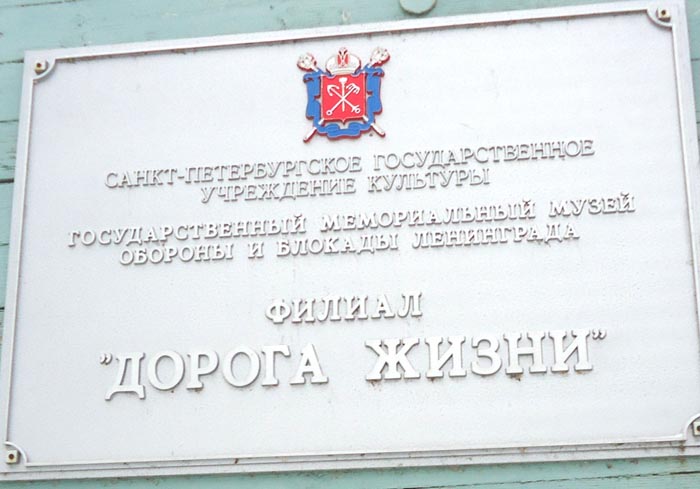 САНКТ-ПЕТЕРБУРГСКОЕ ГОСУДАРСТВЕННОЕ
УЧРЕЖДЕНИЕ КУЛЬТУРЫ
ГОСУДАРСТВЕННЫЙ МЕМОРИАЛЬНЫЙ МУЗЕЙ
ОБОРОНЫ И БЛОКАДЫ ЛЕНИНГРАДА
ФИЛИАЛ
"ДОРОГА ЖИЗНИ"